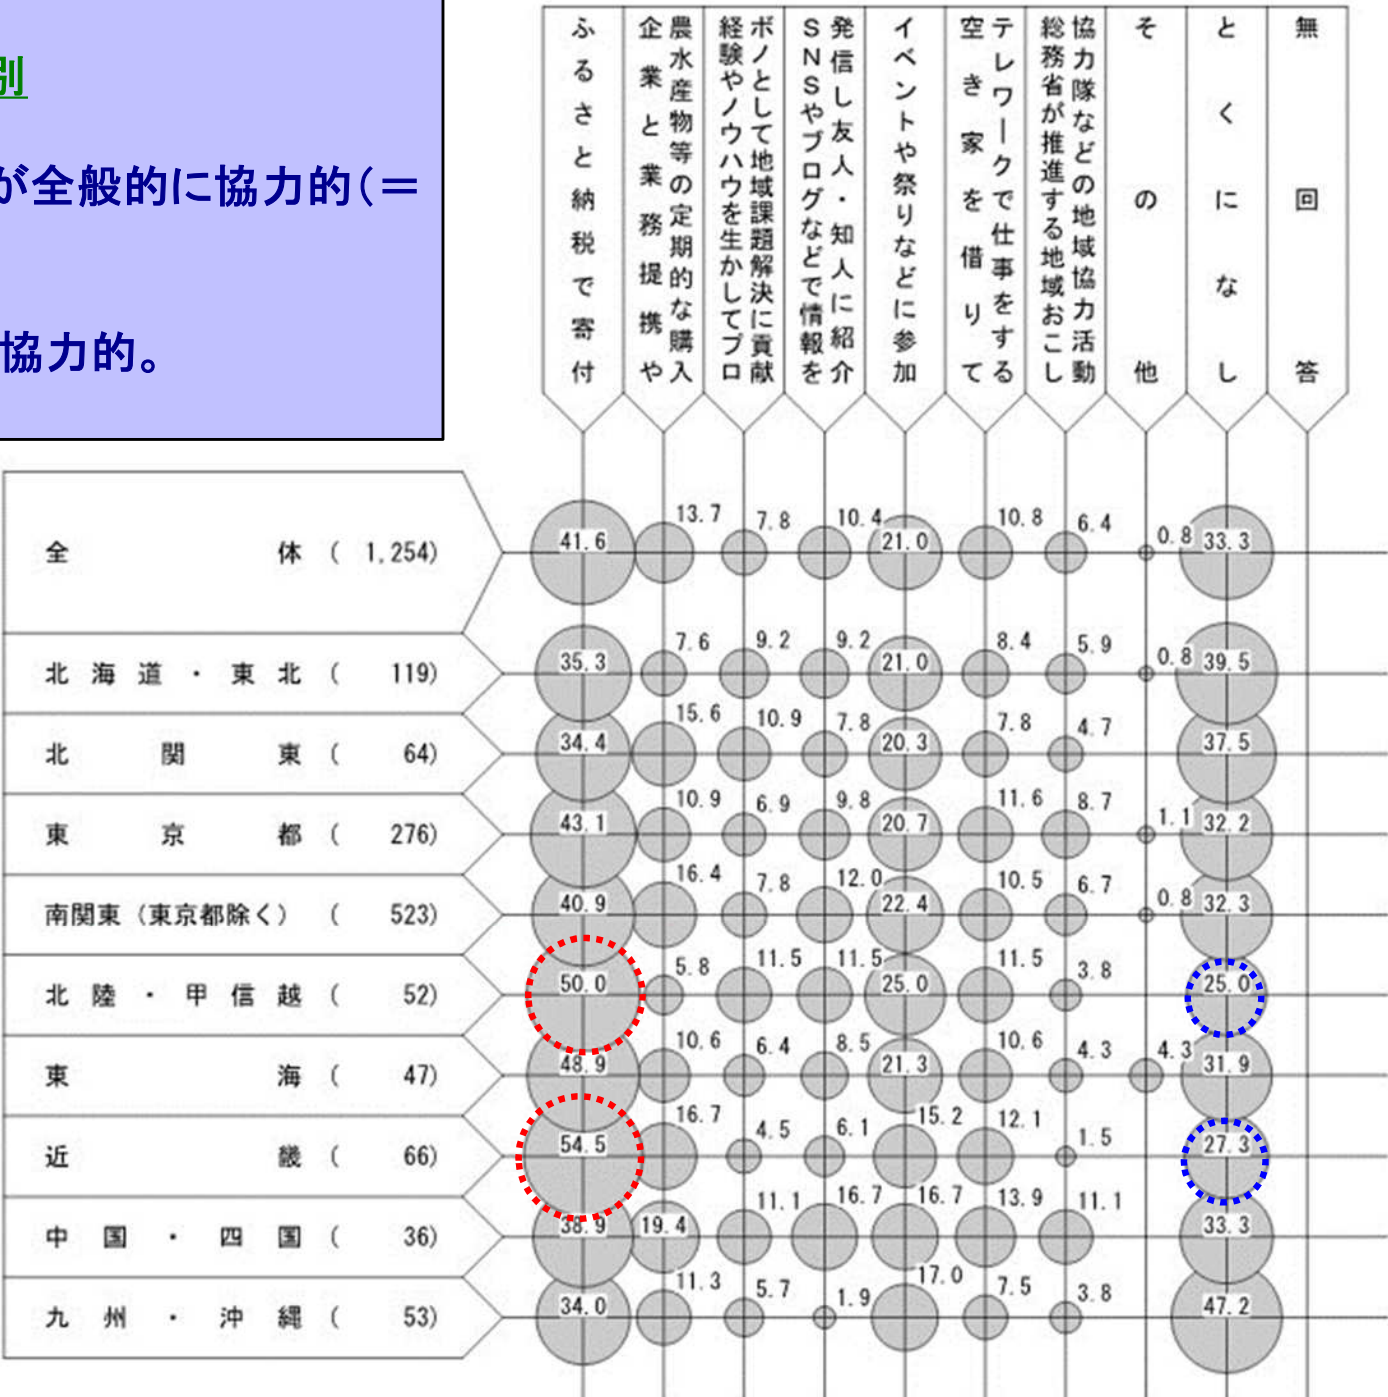 別
が全般的に協力的(＝
協力的。
ふるさと納税で寄付
農水産物等の定期的な購入
企業と業務提携や
ボノとして地域課題解決に貢献
経験やノウハウを生かしてプロ
発信し友人・知人に紹介
SNSやブログなどで情報を
イベントや祭りなどに参加
テレワークで仕事をする
空き家を借りて
協力隊などの地域協力活動
総務省が推進する地域おこし
その他
とくになし
無回答
全体 ( 1,254) 41.6 13.7 7.8 10.4 21.0 10.8 6.4 0.8 33.3
北海道・東北 ( 119) 35.3 7.6 9.2 9.2 21.0 8.4 5.9 0.8 39.5
北関東 ( 64) 34.4 15.6 10.9 7.8 20.3 7.8 4.7 37.5
東京都 ( 276) 43.1 10.9 6.9 9.8 20.7 11.6 8.7 1.1 32.2
南関東（東京都除く） ( 523) 40.9 16.4 7.8 12.0 22.4 10.5 6.7 0.8 32.3
北陸・甲信越 ( 52) 50.0 5.8 11.5 11.5 25.0 11.5 3.8 25.0
東海 ( 47) 48.9 10.6 6.4 8.5 21.3 10.6 4.3 4.3 31.9
近畿 ( 66) 54.5 16.7 4.5 6.1 15.2 12.1 1.5 27.3
中国・四国 ( 36) 38.9 19.4 11.1 16.7 16.7 13.9 11.1 33.3
九州・沖縄 ( 53) 34.0 11.3 5.7 1.9 17.0 7.5 3.8 47.2